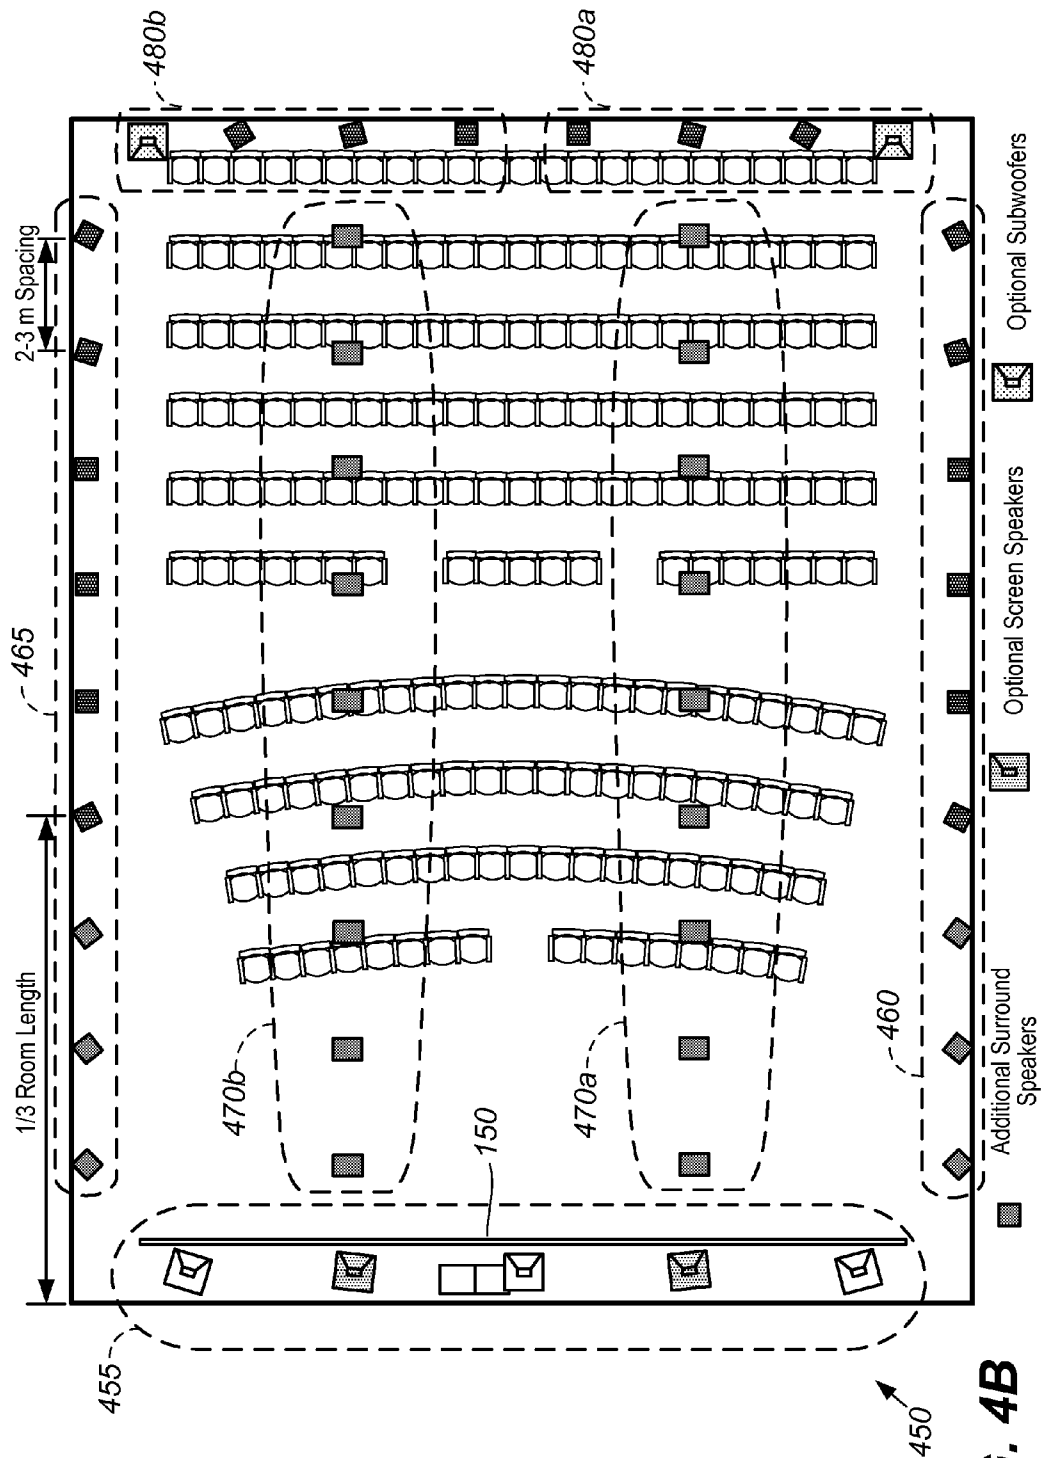 480b
480a
2-3 m Spacing
465
1/3 Room Length
470b
470a
150
460
455
450
Additional Surround
Speakers
Optional Screen Speakers
Optional Subwoofers
4B